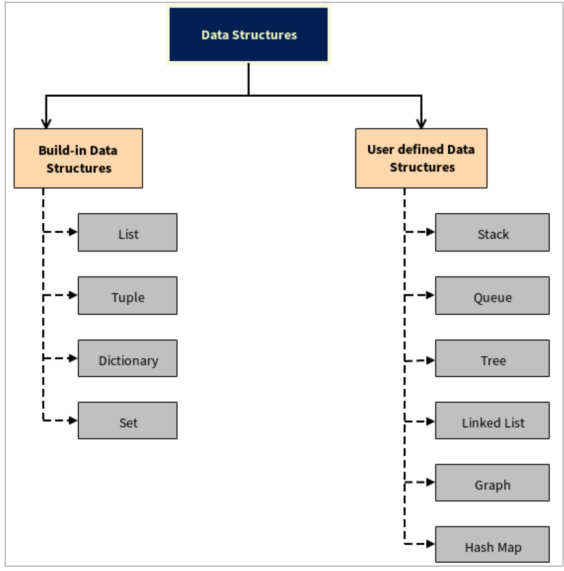 Data Structures
Build-in Data
Structures
List
Tuple
Dictionary
Set
User defined Data
Structures
Stack
Queue
Tree
Linked List
Graph
Hash Map